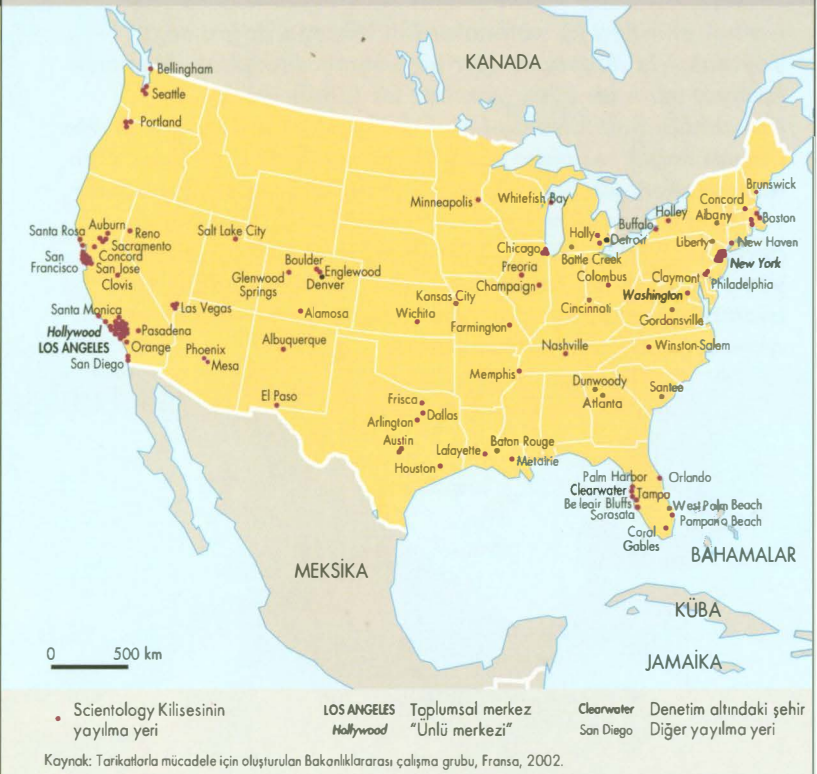 KANADA
Bellingham
Seattle
Portland
Minneapolis
Whitefish Bay
Brunswick
Concord
Holley
Buffalo
Albany
Boston
Santa Rosa
Auburn
Reno
Salt Lake City
Holly
Detroit
Liberty
New Haven
Sacramento
Chicago
Battle Creek
New York
San
Francisco
Concord
San Jose
Clovis
Boulder
Englewood
Denver
Glenwood
Springs
Freoria
Champaign
Colombus
Claymont
Philadelphia
Washington
Kansas City
Cincinnati
Gordonsville
Santa Monica
Las Vegas
Alamosa
Wichita
Farmington
Hollywood
LOS ANGELES
Pasadena
Orange
San Diego
Phoenix
Mesa
Albuquerque
Nashville
Winston-Salem
Memphis
Dunwoody
Atlanta
Santee
El Paso
Frisca
Dallas
Arlington
Austin
Houston
Lafayette
Baton Rouge
Metairie
Palm Harbor
Orlando
Clearwater
Tampa
Beleair Bluffs
Sorasata
West Palm Beach
Pompano Beach
Coral
Gables
BAHAMALAR
MEKSİKA
KÜBA
JAMAİKA
0 500 km
Scientology Kilisesinin
yayılma yeri
LOS ANGELES Toplumsal merkez
Hollywood "Ünlü merkezi"
Clearwater Denetim altındaki şehir
San Diego Diğer yayılma yeri
Kaynak: Tarikatlarla mücadele için oluşturulan Bakanlıklararası çalışma grubu, Fransa, 2002.